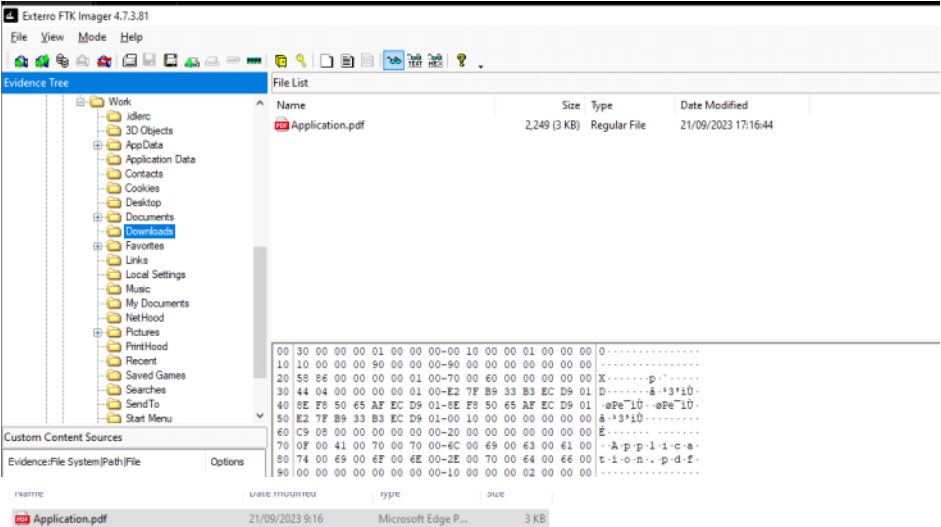 Exterro FTK Imager 4.7.3.81
File View Mode Help
Evidence Tree
Work
.idlerc
3D Objects
AppData
Application Data
Contacts
Cookies
Desktop
Documents
Downloads
Favorites
Links
Local Settings
Music
My Documents
NetHood
Pictures
PrintHood
Recent
Saved Games
Searches
SendTo
Start Menu
Custom Content Sources
Evidence:File System|Path|File Options
File List
Name Size Type Date Modified
Application.pdf 2,249 (3 KB) Regular File 21/09/2023 17:16:44
00 30 00 00 00 01 00 00 00-00 10 00 00 01 00 00 00 0···············
10 10 00 00 00 90 00 00 00-90 00 00 00 00 00 00 00 ················
20 58 86 00 00 00 00 01 00-70 00 60 00 00 00 00 00 X·······p·`·····
30 44 04 00 00 00 00 01 00-E2 7F B9 33 B3 EC D9 01 D·······â·¹3³ìÙ·
40 8E F8 50 65 AF EC D9 01-8E F8 50 65 AF EC D9 01 ·øPe¯ìÙ··øPe¯ìÙ·
50 E2 7F B9 33 B3 EC D9 01-00 10 00 00 00 00 00 00 â·¹3³ìÙ·········
60 C9 08 00 00 00 00 00 00-20 00 00 00 00 00 00 00 É······· ·······
70 0F 00 41 00 70 00 70 00-6C 00 69 00 63 00 61 00 ··A·p·p·l·i·c·a·
80 74 00 69 00 6F 00 6E 00-2E 00 70 00 64 00 66 00 t·i·o·n·.·p·d·f·
90 00 00 00 00 00 00 00 00-10 00 00 00 02 00 00 00 ················
Name Date modified Type Size
Application.pdf 21/09/2023 9:16 Microsoft Edge P... 3 KB